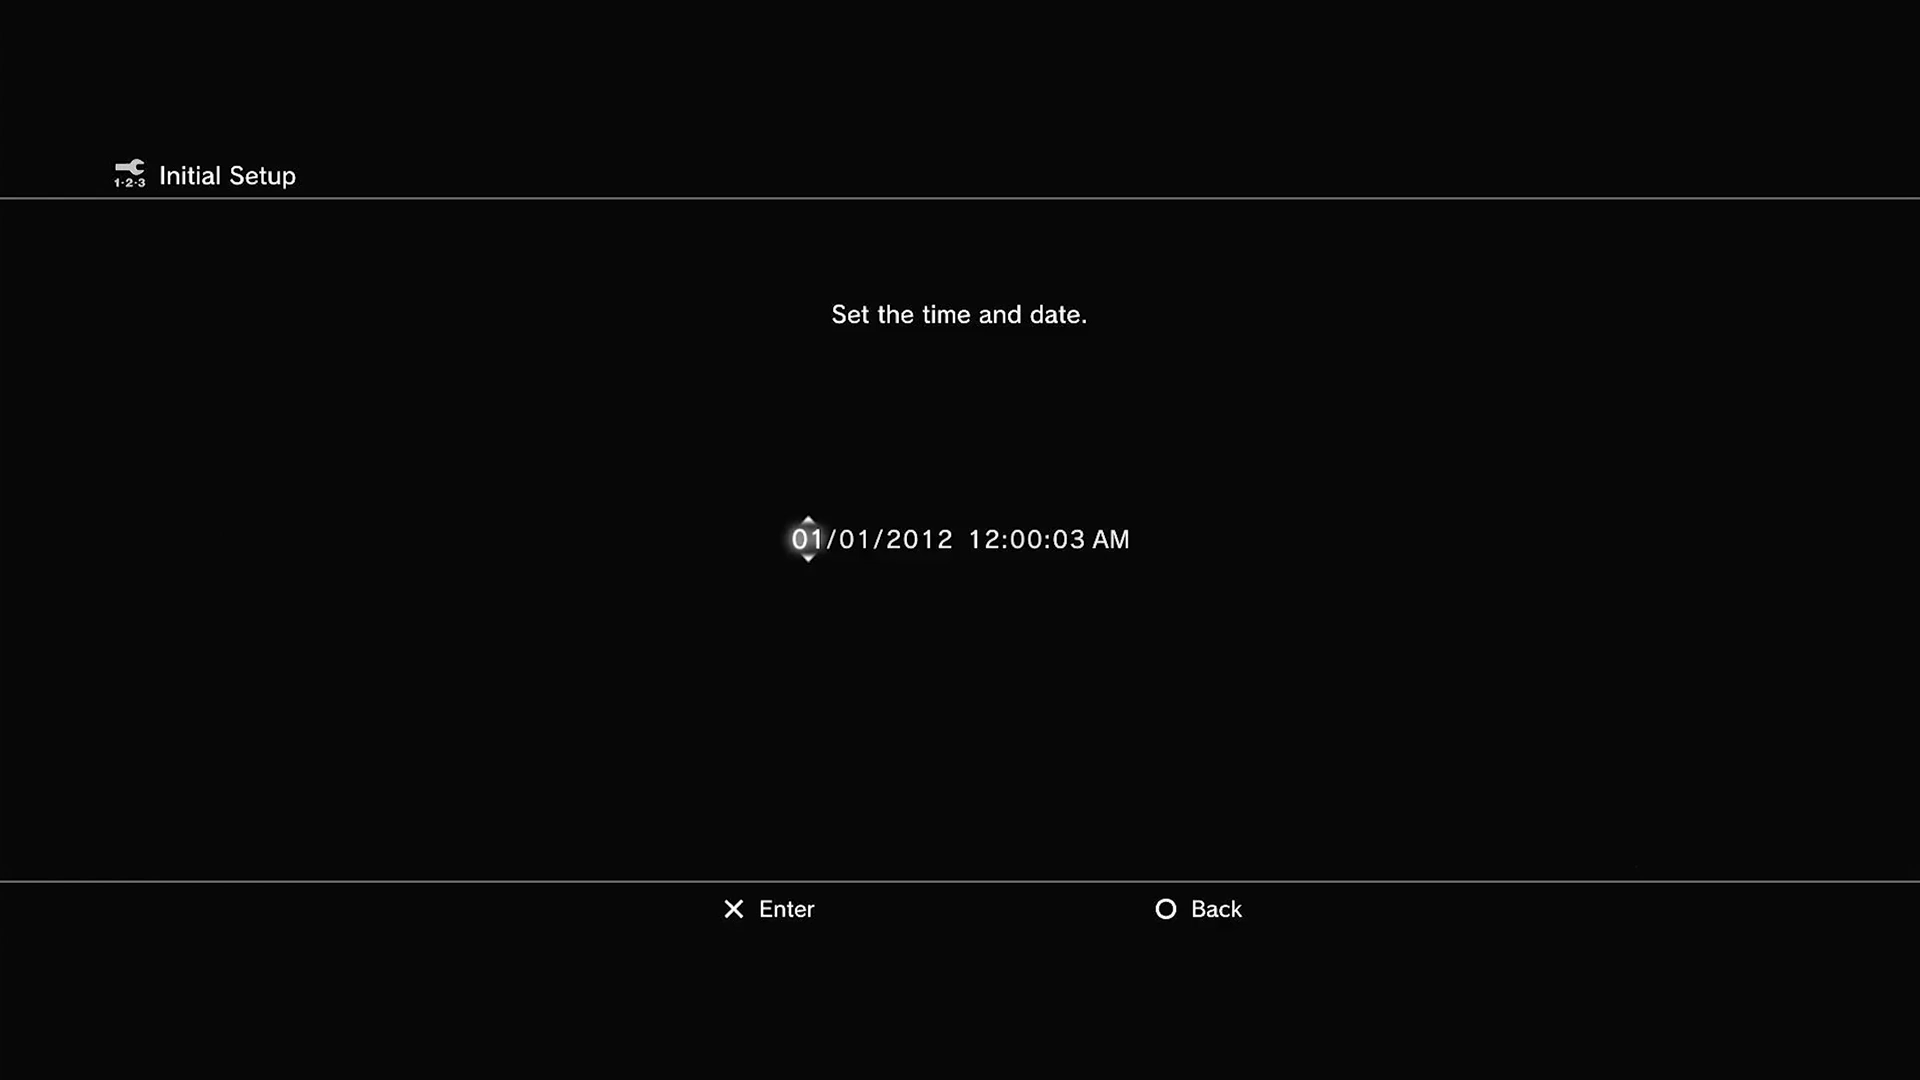 1·2·3 Initial Setup
Set the time and date.
01/01/2012 12:00:03 AM
Enter Back